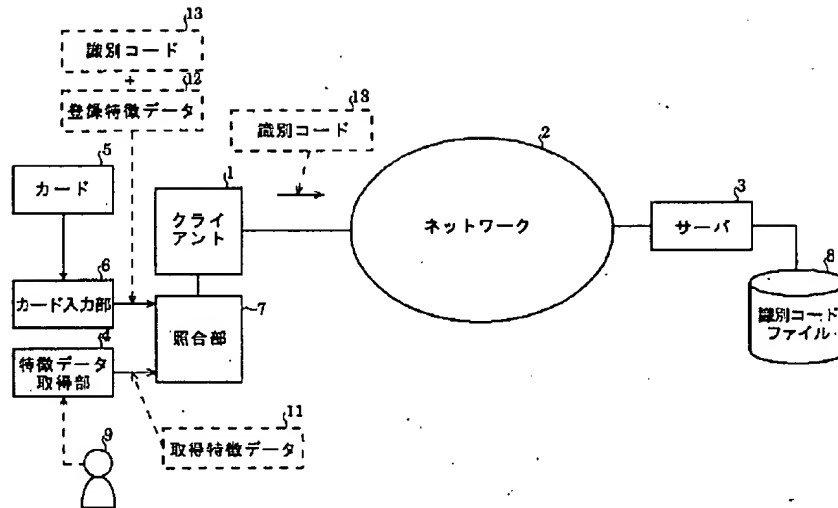 13
識別コード
+
12
登録特徴データ
13
識別コード
5
カード
1
クライ
アント
2
ネットワーク
3
サーバ
8
識別コード
ファイル
6
カード入力部
7
照合部
4
特徴データ
取得部
11
取得特徴データ
9